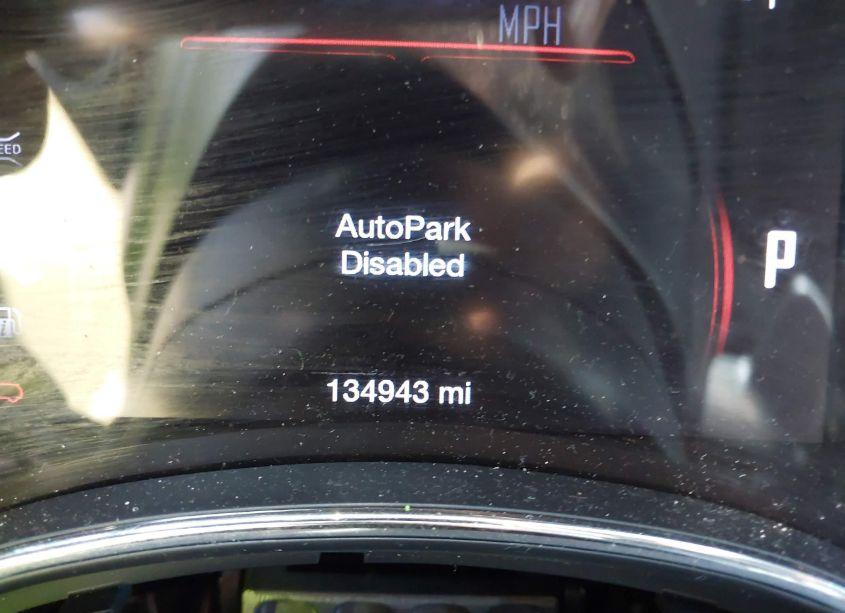 MPH
AutoPark
Disabled
P
134943 mi